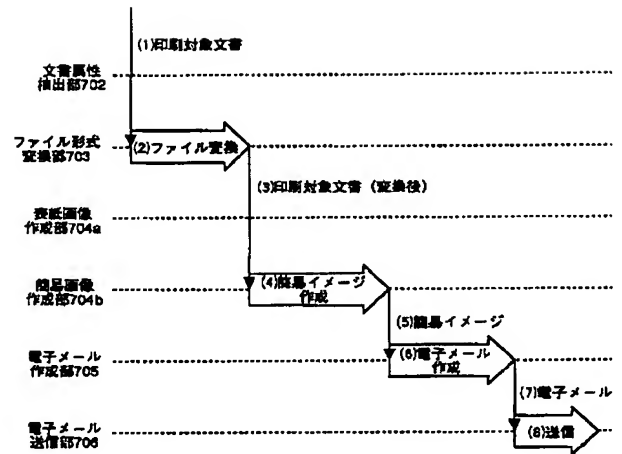 (1)印刷対象文書
文書属性
抽出部702
ファイル形式
変換部703
(2)ファイル変換
(3)印刷対象文書（変換後）
表紙画像
作成部704a
簡易画像
作成部704b
(4)簡易イメージ
作成
(5)簡易イメージ
電子メール
作成部705
(6)電子メール
作成
(7)電子メール
電子メール
送信部706
(8)送信